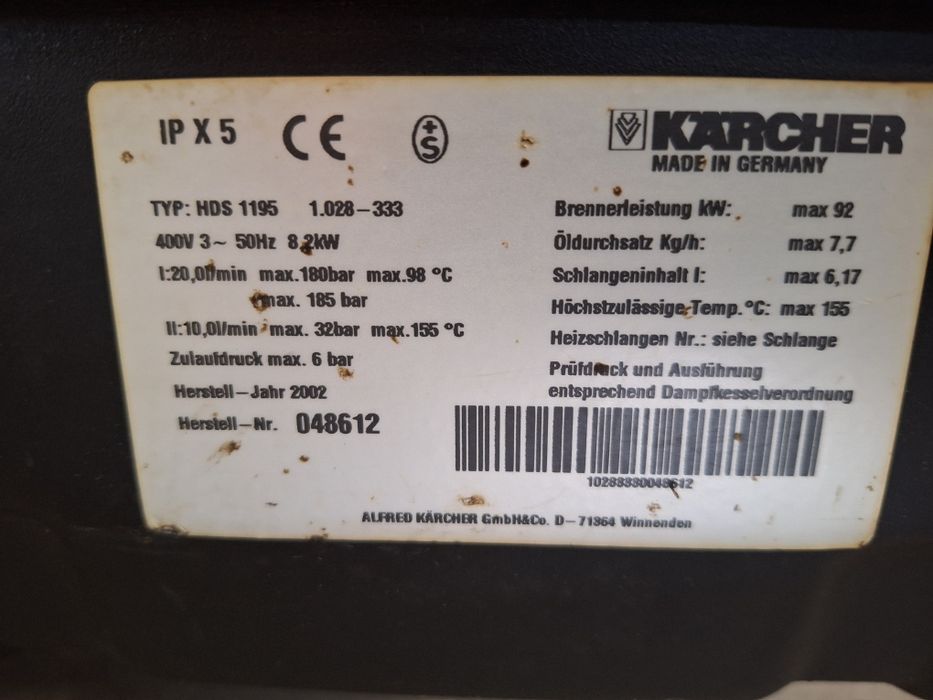 IP X 5 CE +S KÄRCHER
MADE IN GERMANY
TYP: HDS 1195 1.028-333
400V 3~ 50Hz 8,2kW
I:20,0l/min max.180bar max.98 °C
max. 185 bar
II:10,0l/min max. 32bar max.155 °C
Zulaufdruck max. 6 bar
Herstell-Jahr 2002
Herstell-Nr. 048612
Brennerleistung kW: max 92
Öldurchsatz Kg/h: max 7,7
Schlangeninhalt l: max 6,17
Höchstzulässige Temp. °C: max 155
Heizschlangen Nr.: siehe Schlange
Prüfdruck und Ausführung
entsprechend Dampfkesselverordnung
10283330048612
ALFRED KÄRCHER GmbH&Co. D-71364 Winnenden